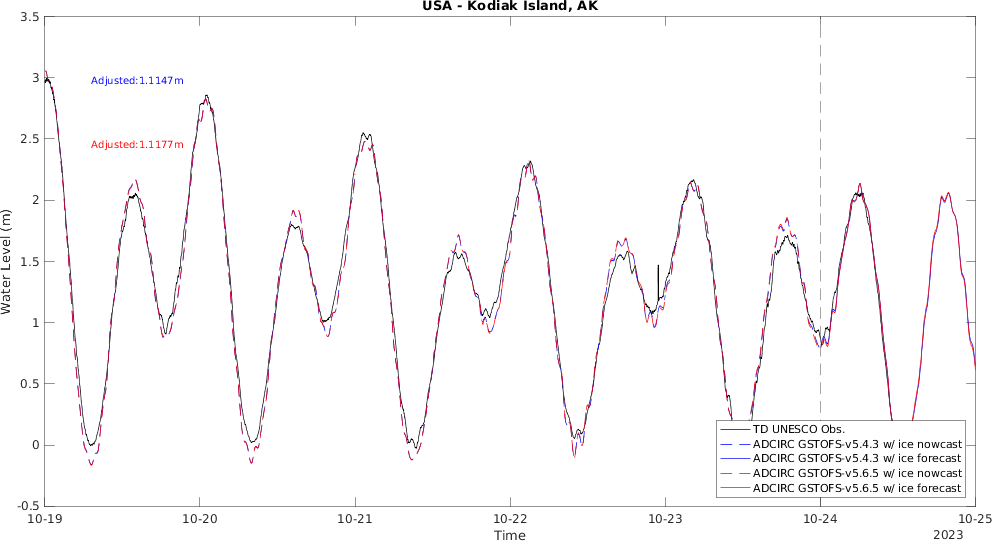 USA - Kodiak Island, AK
3.5
3
2.5
2
1.5
1
0.5
0
-0.5
Water Level (m)
Adjusted:1.1147m
Adjusted:1.1177m
TD UNESCO Obs.
ADCIRC GSTOFS-v5.4.3 w/ ice nowcast
ADCIRC GSTOFS-v5.4.3 w/ ice forecast
ADCIRC GSTOFS-v5.6.5 w/ ice nowcast
ADCIRC GSTOFS-v5.6.5 w/ ice forecast
10-19 10-20 10-21 10-22 10-23 10-24 10-25
Time
2023